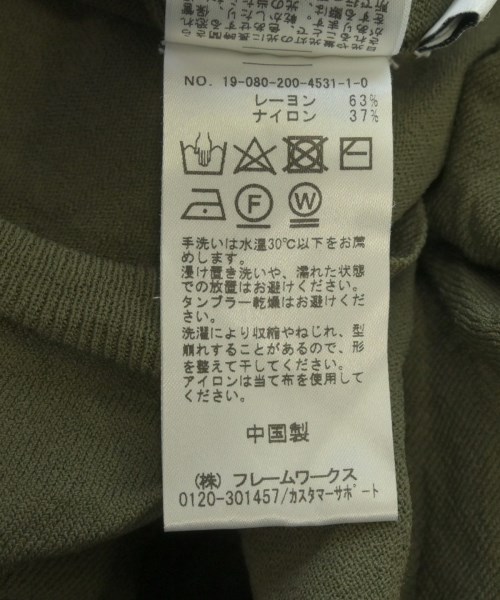 NO. 19-080-200-4531-1-0
レーヨン 63%
ナイロン 37%
F W
手洗いは水温30℃以下をお薦
めします。
浸け置き洗いや、濡れた状態
での放置はお避けください。
タンブラー乾燥はお避けくだ
さい。
洗濯により収縮やねじれ、型
崩れすることがあるので、形
を整えて干してください。
アイロンは当て布を使用して
ください。
中国製
(株) フレームワークス
0120-301457/ｶｽﾀﾏｰｻﾎﾟｰﾄ